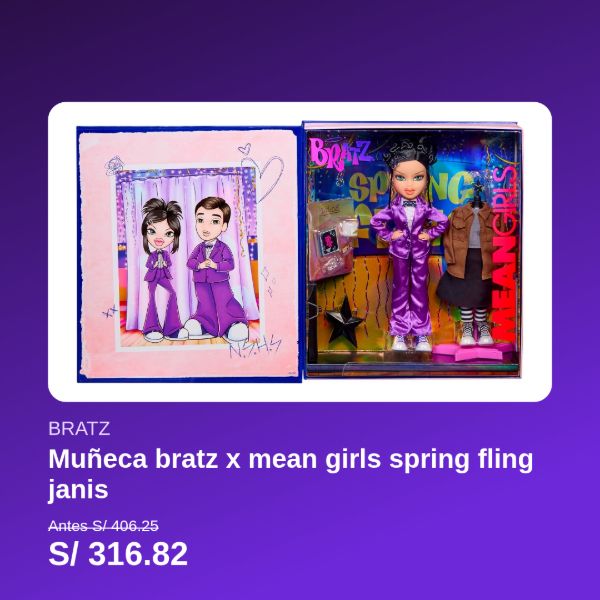 N.S.H.S
BRATZ
SPRING
MEAN GIRLS
BRATZ
Muñeca bratz x mean girls spring fling
janis
Antes S/ 406.25
S/ 316.82